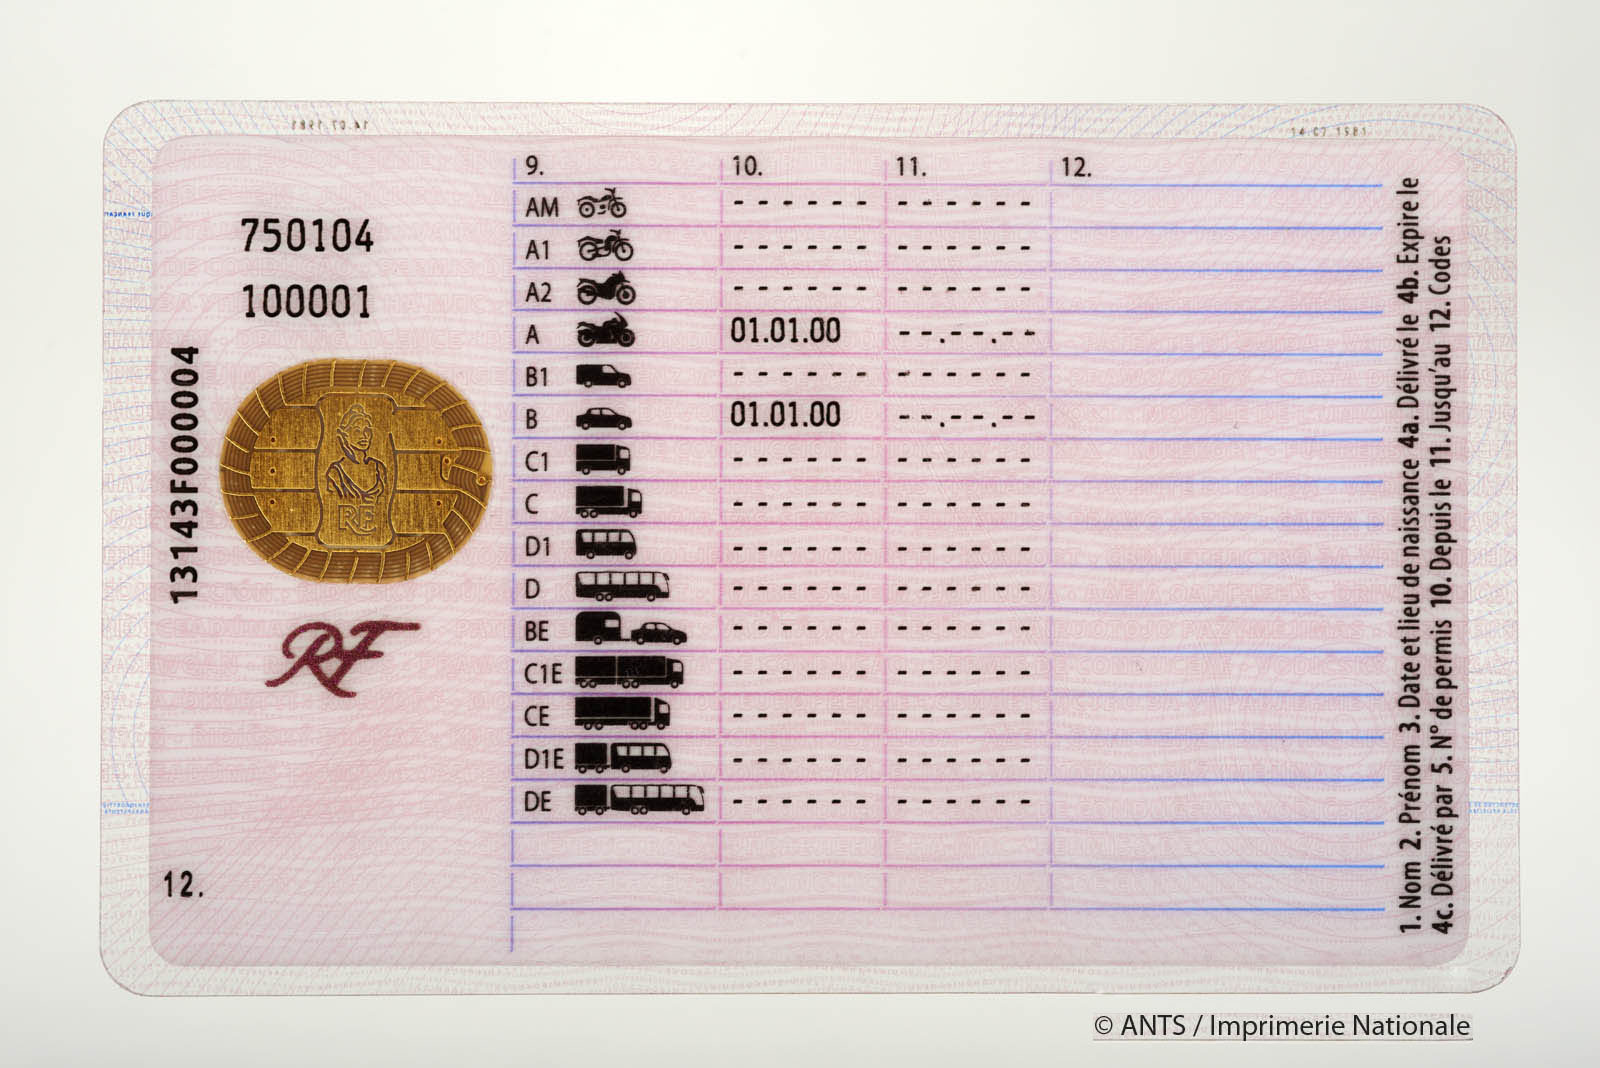 14.07.1981
14.07.1981
750104
100001
13143F000004
RF
RF
12.
9. 10. 11. 12.
AM - - - - - - - - - - - -
A1 - - - - - - - - - - - -
A2 - - - - - - - - - - - -
A 01.01.00 - -.- -.- -
B1 - - - - - - - - - - - -
B 01.01.00 - -.- -.- -
C1 - - - - - - - - - - - -
C - - - - - - - - - - - -
D1 - - - - - - - - - - - -
D - - - - - - - - - - - -
BE - - - - - - - - - - - -
C1E - - - - - - - - - - - -
CE - - - - - - - - - - - -
D1E - - - - - - - - - - - -
DE - - - - - - - - - - - -
1. Nom 2. Prénom 3. Date et lieu de naissance 4a. Délivré le 4b. Expire le
4c. Délivré par 5. N° de permis 10. Depuis le 11. Jusqu'au 12. Codes
© ANTS / Imprimerie Nationale